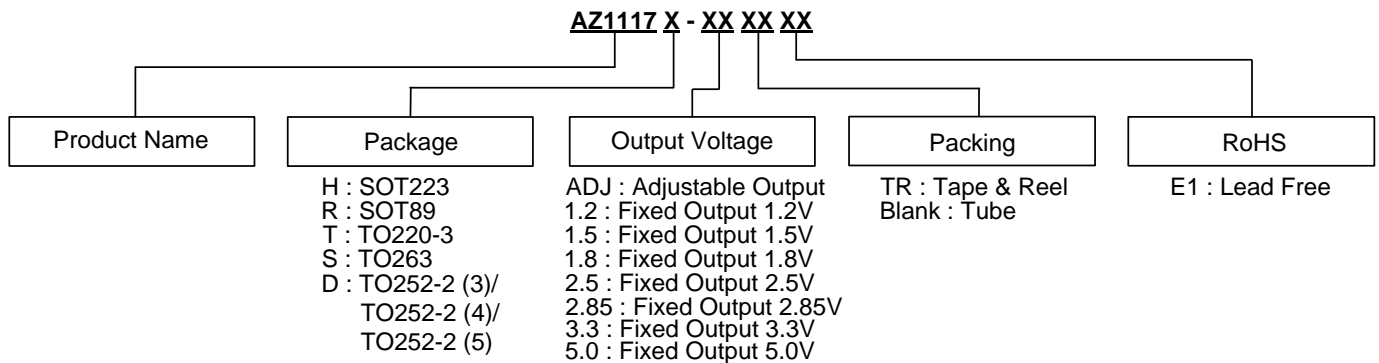 AZ1117 X - XX XX XX
Product Name
Package
Output Voltage
Packing
RoHS
H : SOT223
R : SOT89
T : TO220-3
S : TO263
D : TO252-2 (3)/
TO252-2 (4)/
TO252-2 (5)
ADJ : Adjustable Output
1.2 : Fixed Output 1.2V
1.5 : Fixed Output 1.5V
1.8 : Fixed Output 1.8V
2.5 : Fixed Output 2.5V
2.85 : Fixed Output 2.85V
3.3 : Fixed Output 3.3V
5.0 : Fixed Output 5.0V
TR : Tape & Reel
Blank : Tube
E1 : Lead Free